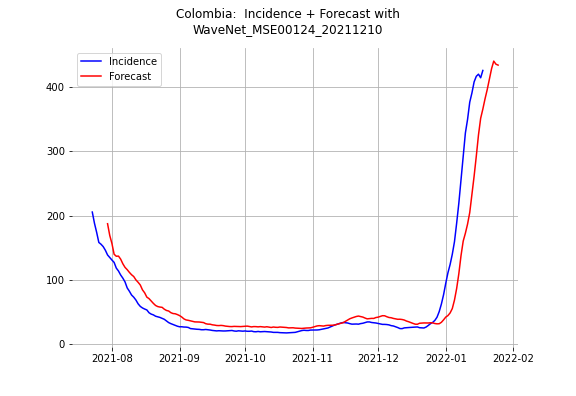 Colombia:  Incidence + Forecast with
WaveNet_MSE00124_20211210
Incidence
Forecast
400
300
200
100
0
2021-08 2021-09 2021-10 2021-11 2021-12 2022-01 2022-02